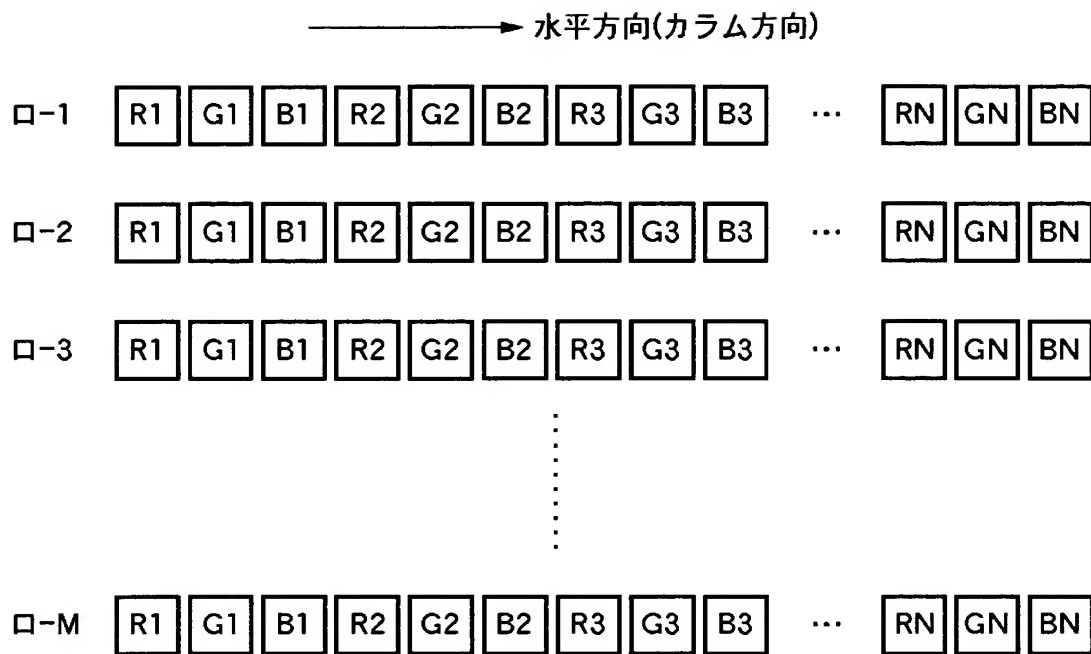 水平方向(カラム方向)
ロ-1 R1 G1 B1 R2 G2 B2 R3 G3 B3 … RN GN BN
ロ-2 R1 G1 B1 R2 G2 B2 R3 G3 B3 … RN GN BN
ロ-3 R1 G1 B1 R2 G2 B2 R3 G3 B3 … RN GN BN
ロ-M R1 G1 B1 R2 G2 B2 R3 G3 B3 … RN GN BN